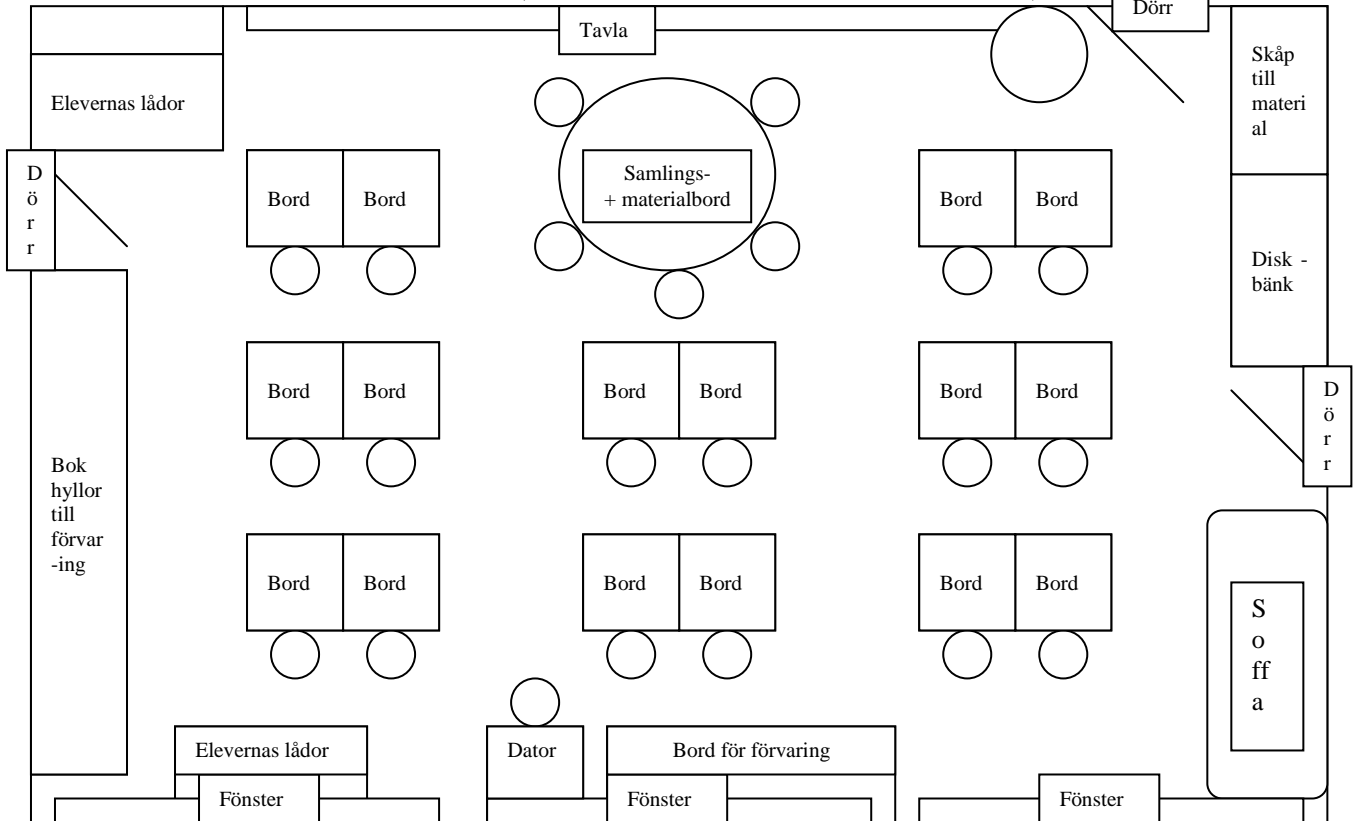 Dörr
Tavla
Skåp
till
materi
al
Elevernas lådor
D
ö
r
r
Samlings-
+ materialbord
Bord
Bord
Bord
Bord
Disk -
bänk
Bord
Bord
Bord
Bord
Bord
Bord
D
ö
r
r
Bok
hyllor
till
förvar
-ing
Bord
Bord
Bord
Bord
Bord
Bord
S
o
ff
a
Elevernas lådor
Dator
Bord för förvaring
Fönster
Fönster
Fönster